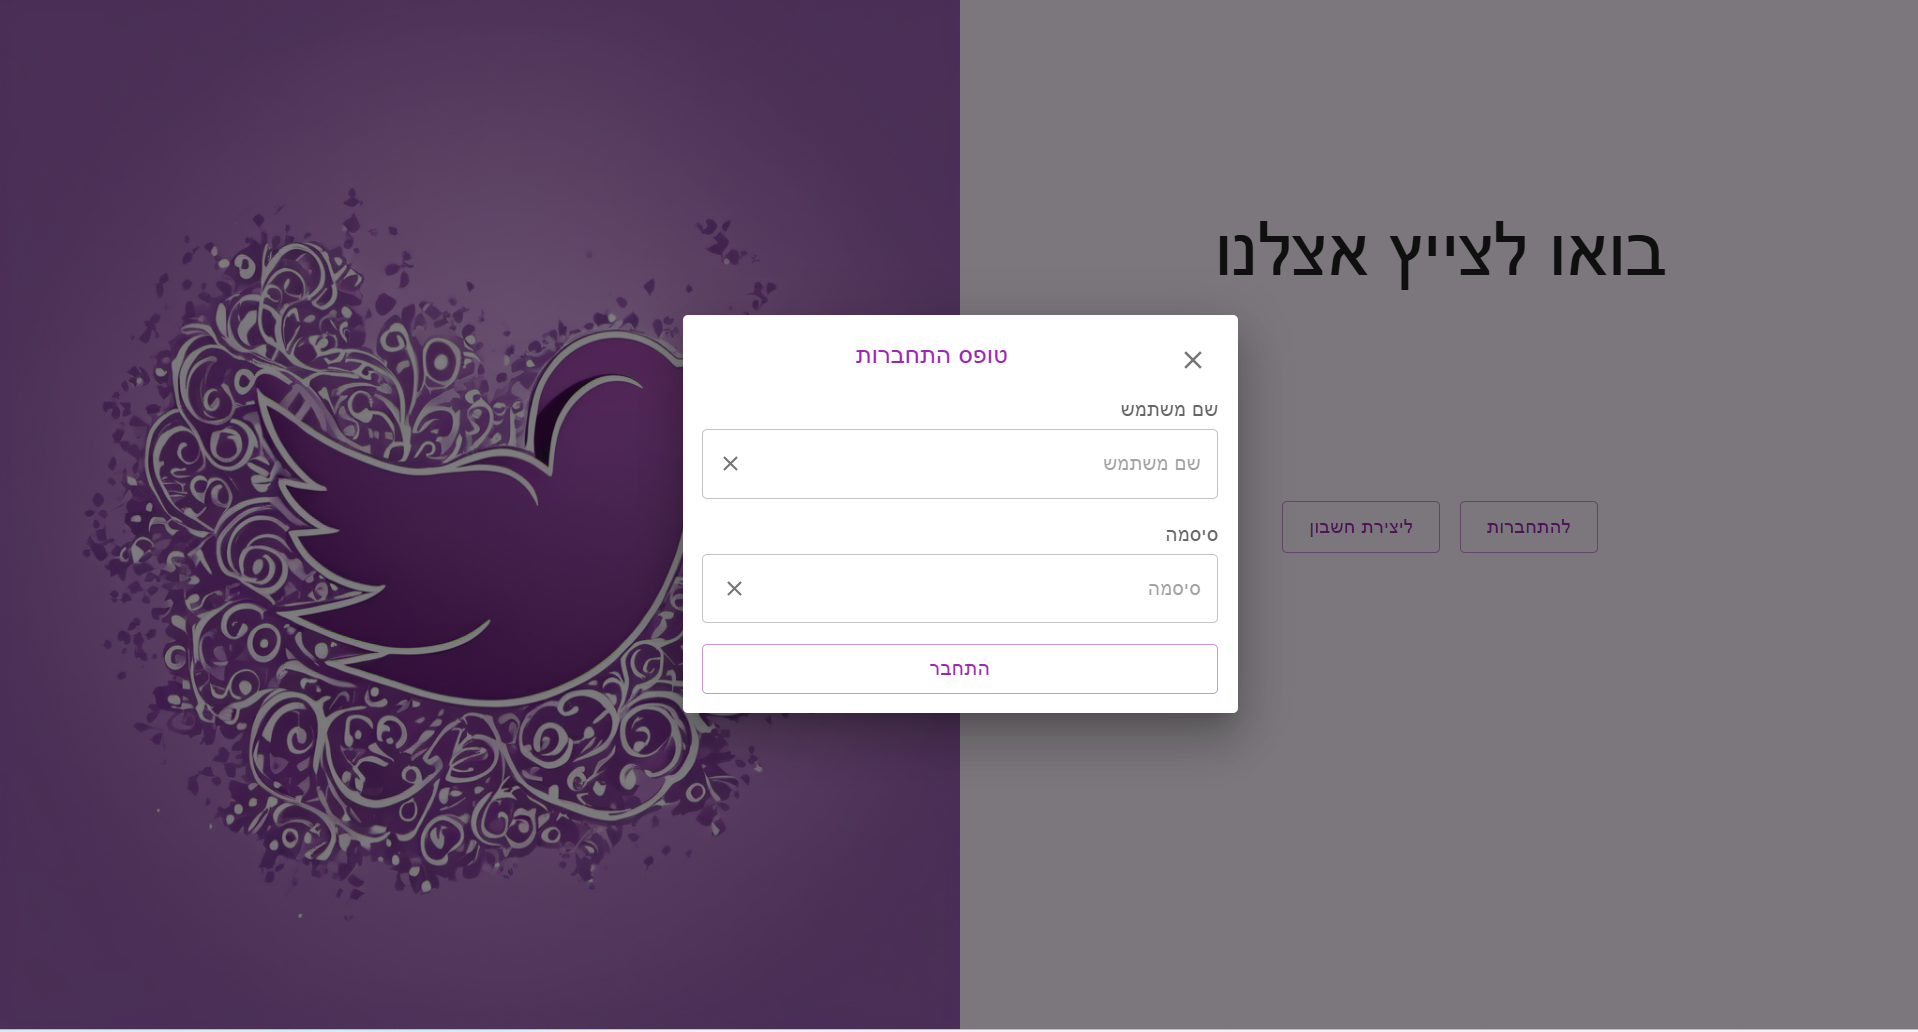 בואו לצייץ אצלנו
להתחברות
ליצירת חשבון
טופס התחברות
שם משתמש
שם משתמש
סיסמה
סיסמה
התחבר